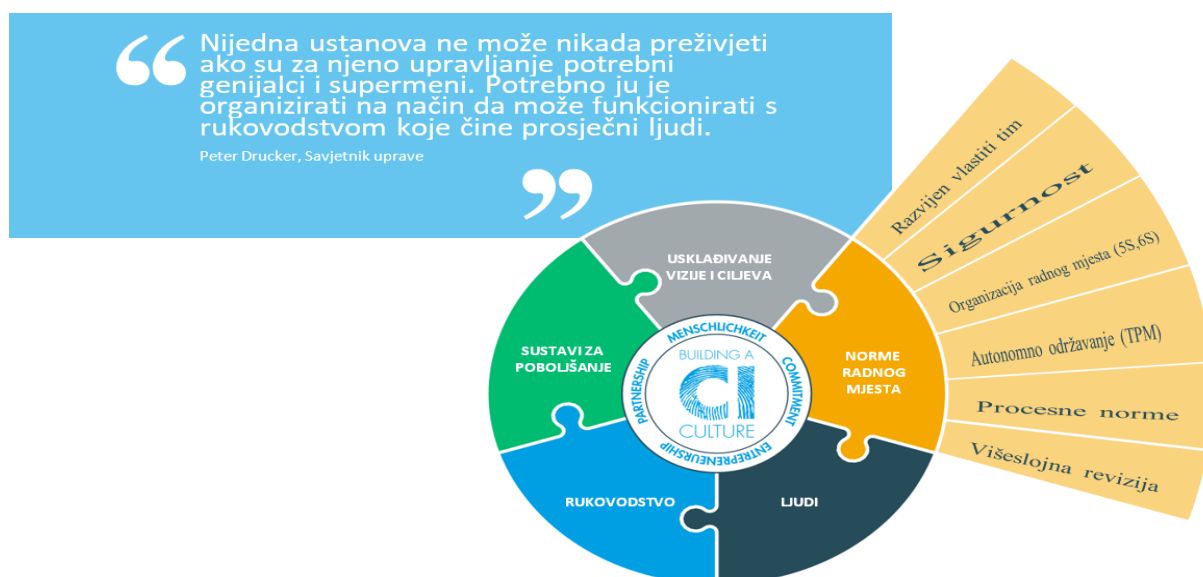 “
Nijedna ustanova ne može nikada preživjeti
ako su za njeno upravljanje potrebni
genijalci i supermeni. Potrebno ju je
organizirati na način da može funkcionirati s
rukovodstvom koje čine prosječni ljudi.
Peter Drucker, Savjetnik uprave
”
Razvijen vlastiti tim
Sigurnost
Organizacija radnog mjesta (5S,6S)
Autonomno održavanje (TPM)
Procesne norme
Višeslojna revizija
USKLAĐIVANJE
VIZIJE I CILJEVA
SUSTAVI ZA
POBOLJŠANJE
NORME
RADNOG
MJESTA
RUKOVODSTVO
LJUDI
MENSCHLICHKEIT
COMMITMENT
ENTREPRENEURSHIP
PARTNERSHIP
BUILDING A
CI
CULTURE